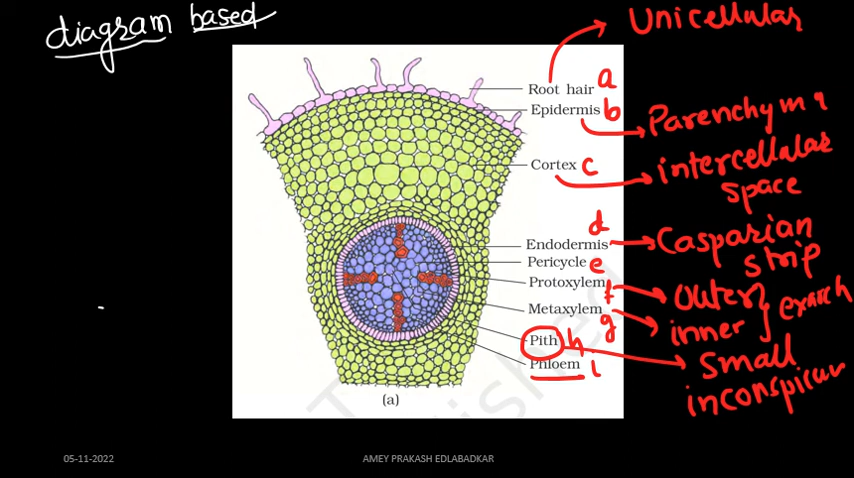 diagram based
Unicellular
Root hair a
Epidermis b
Parenchyma
Cortex c
intercellular
space
d
Endodermis
Casparian
strip
Pericycle e
Protoxylem f
outer
exarch
Metaxylem
g
inner
Pith h
small
inconspicuou
Phloem i
(a)
05-11-2022
AMEY PRAKASH EDLABADKAR